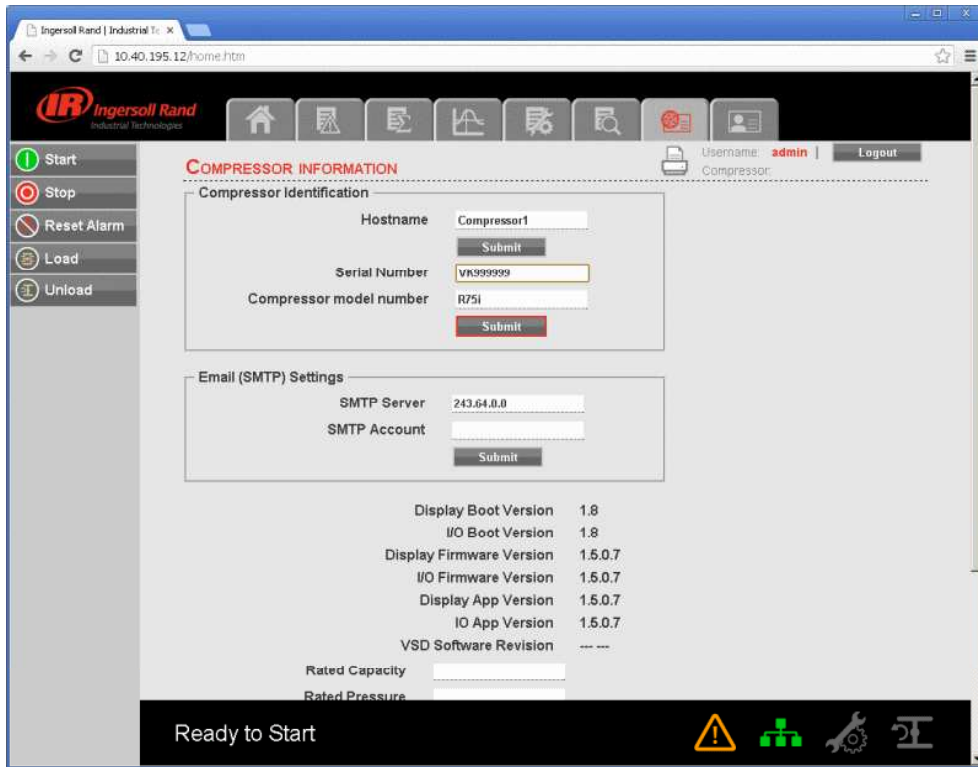 Ingersoll Rand | Industrial Te
10.40.195.12/home.htm
IR Ingersoll Rand
Industrial Technologies
Username: admin | Logout
Compressor:
Start
Stop
Reset Alarm
Load
Unload
COMPRESSOR INFORMATION
Compressor Identification
Hostname Compressor1
Submit
Serial Number VK999999
Compressor model number R75i
Submit
Email (SMTP) Settings
SMTP Server 243.64.0.0
SMTP Account
Submit
Display Boot Version 1.8
I/O Boot Version 1.8
Display Firmware Version 1.5.0.7
I/O Firmware Version 1.5.0.7
Display App Version 1.5.0.7
IO App Version 1.5.0.7
VSD Software Revision --- ---
Rated Capacity
Rated Pressure
Ready to Start